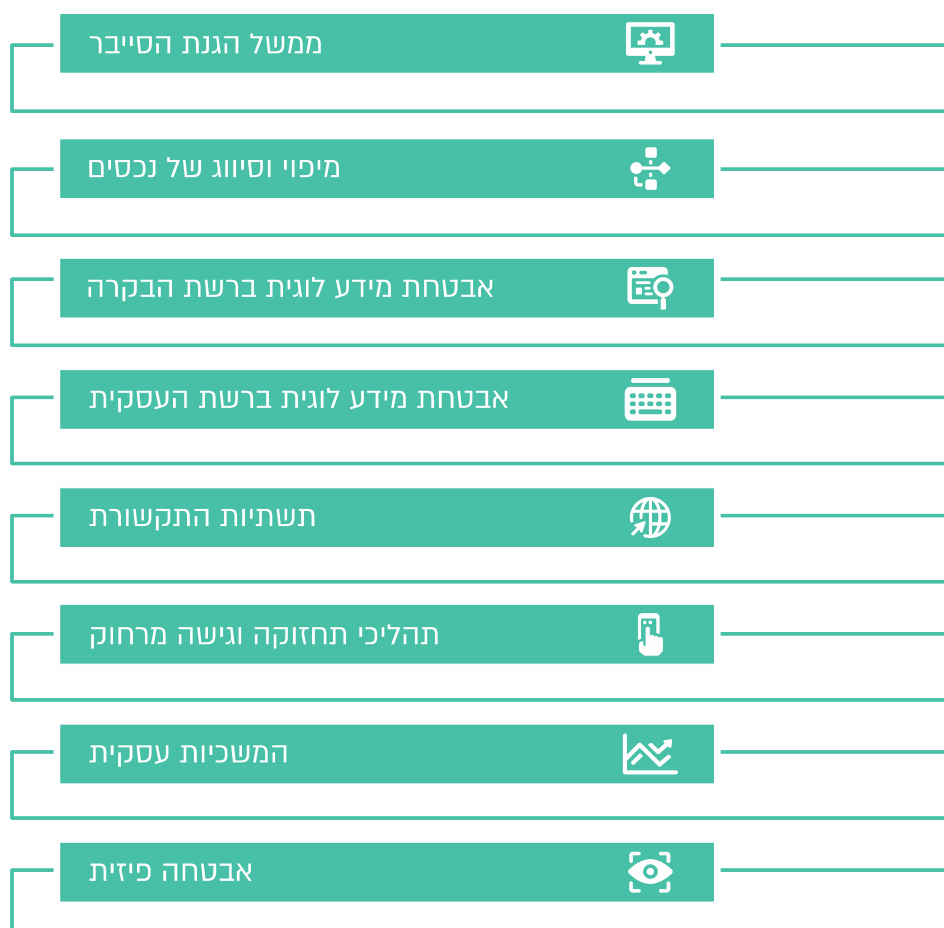 ממשל הגנת הסייבר
מיפוי וסיווג של נכסים
אבטחת מידע לוגית ברשת הבקרה
אבטחת מידע לוגית ברשת העסקית
תשתיות התקשורת
תהליכי תחזוקה וגישה מרחוק
המשכיות עסקית
אבטחה פיזית